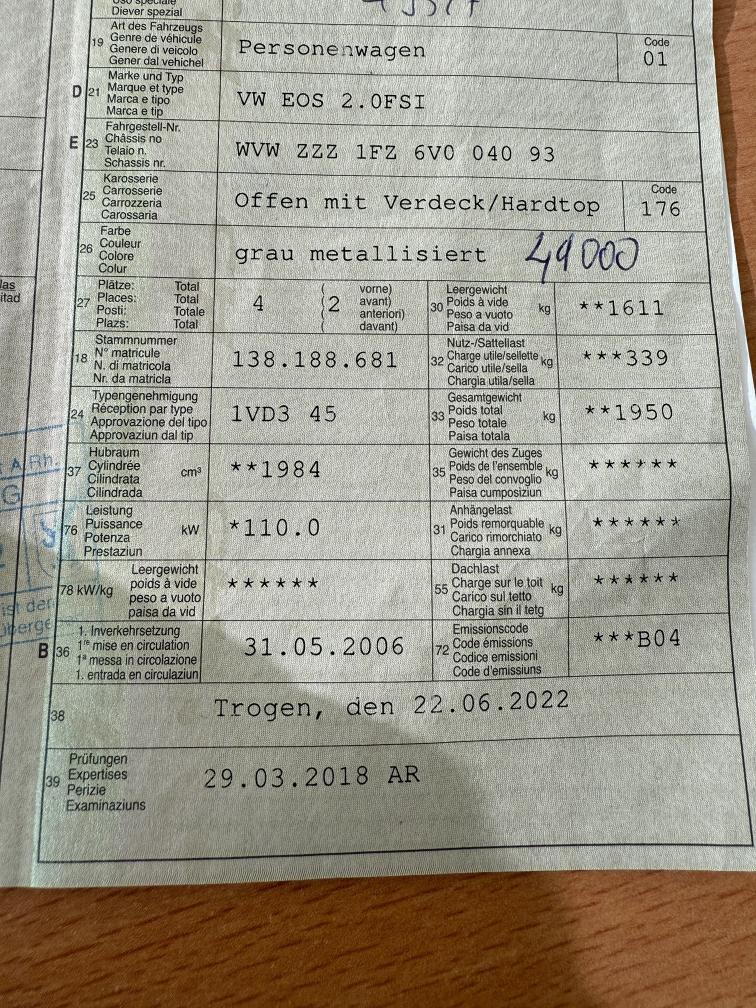 Diever spezial
19 Art des Fahrzeugs
Genre de véhicule
Genere di veicolo
Gener dal vehichel
Personenwagen
Code
01
D 21 Marke und Typ
Marque et type
Marca e tipo
Marca e tip
VW EOS 2.0FSI
E 23 Fahrgestell-Nr.
Châssis no
Telaio n.
Schassis nr.
WVW ZZZ 1FZ 6V0 040 93
25 Karosserie
Carrosserie
Carrozzeria
Carossaria
Offen mit Verdeck/Hardtop
Code
176
26 Farbe
Couleur
Colore
Colur
grau metallisiert 49000
27 Plätze: Total
Places: Total
Posti: Totale
Plazs: Total
4 (2 vorne)
( avant)
( anteriori)
( davant)
30 Leergewicht
Poids à vide
Peso a vuoto
Paisa da vid
kg
**1611
18 Stammnummer
N° matricule
N. di matricola
Nr. da matricla
138.188.681
32 Nutz-/Sattellast
Charge utile/sellette
Carico utile/sella
Chargia utila/sella
kg
***339
24 Typengenehmigung
Réception par type
Approvazione del tipo
Approvaziun dal tip
1VD3 45
33 Gesamtgewicht
Poids total
Peso totale
Paisa totala
kg
**1950
37 Hubraum
Cylindrée
Cilindrata
Cilindrada
cm³
**1984
35 Gewicht des Zuges
Poids de l'ensemble
Peso del convoglio
Paisa cumposiziun
kg
******
76 Leistung
Puissance
Potenza
Prestaziun
kW
*110.0
31 Anhängelast
Poids remorquable
Carico rimorchiato
Chargia annexa
kg
******
78 kW/kg Leergewicht
poids à vide
peso a vuoto
paisa da vid
******
55 Dachlast
Charge sur le toit
Carico sul tetto
Chargia sin il tetg
kg
******
B 36 1. Inverkehrsetzung
1re mise en circulation
1a messa in circolazione
1. entrada en circulaziun
31.05.2006
72 Emissionscode
Code émissions
Codice emissioni
Code d'emissiuns
***B04
38 Trogen, den 22.06.2022
39 Prüfungen
Expertises
Perizie
Examinaziuns
29.03.2018 AR